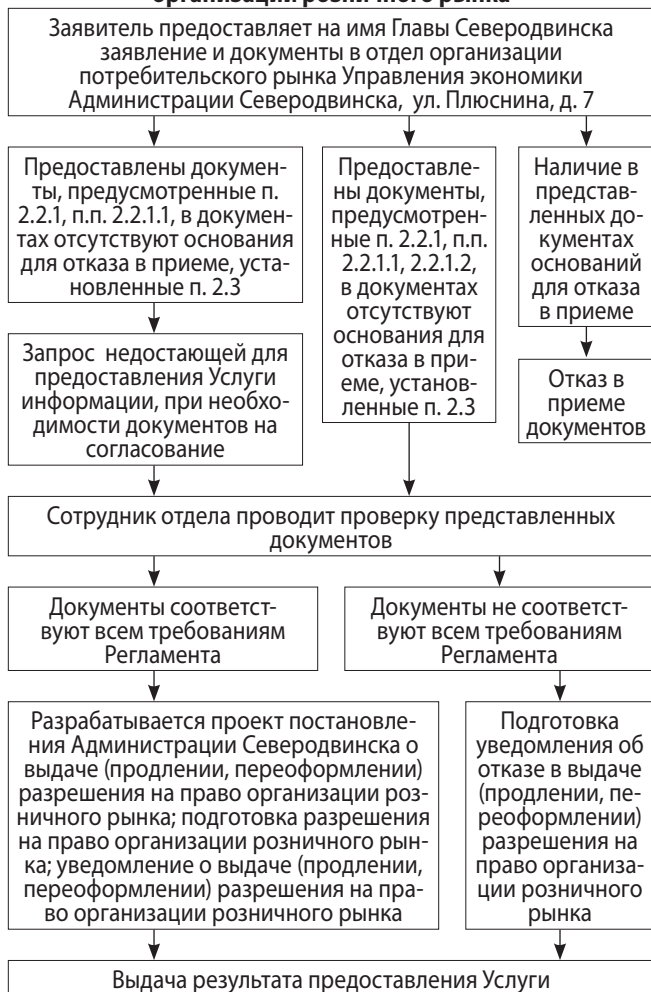 организации розничного рынка
Заявитель предоставляет на имя Главы Северодвинска
заявление и документы в отдел организации
потребительского рынка Управления экономики
Администрации Северодвинска, ул. Плюснина, д. 7
Предоставлены докумен-
ты, предусмотренные п.
2.2.1, п.п. 2.2.1.1, в докумен-
тах отсутствуют основания
для отказа в приеме, уста-
новленные п. 2.3
Предоставле-
ны документы,
предусмотрен-
ные п. 2.2.1, п.п.
2.2.1.1, 2.2.1.2,
в документах
отсутствуют
основания для
отказа в при-
еме, установ-
ленные п. 2.3
Наличие в
представ-
ленных до-
кументах
оснований
для отказа
в приеме
Запрос недостающей для
предоставления Услуги
информации, при необхо-
димости документов на
согласование
Отказ в
приеме
документов
Сотрудник отдела проводит проверку представленных
документов
Документы соответст-
вуют всем требованиям
Регламента
Документы не соответст-
вуют всем требованиям
Регламента
Разрабатывается проект постановле-
ния Администрации Северодвинска о
выдаче (продлении, переоформлении)
разрешения на право организации роз-
ничного рынка; подготовка разрешения
на право организации розничного рын-
ка; уведомление о выдаче (продлении,
переоформлении) разрешения на пра-
во организации розничного рынка
Подготовка
уведомления об
отказе в выдаче
(продлении, пе-
реоформлении)
разрешения на
право организа-
ции розничного
рынка
Выдача результата предоставления Услуги